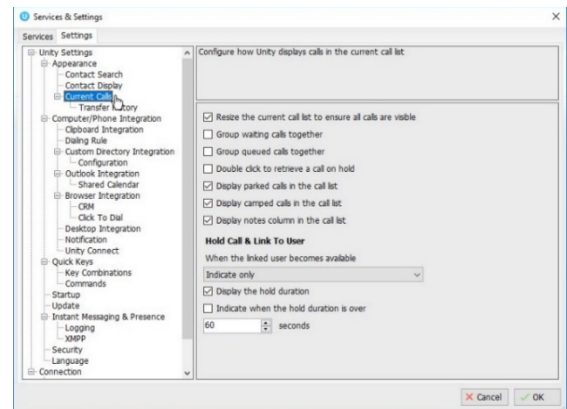 Services & Settings
Services Settings
Unity Settings
Appearance
Contact Search
Contact Display
Current Calls
Transfer History
Computer/Phone Integration
Clipboard Integration
Dialing Rule
Custom Directory Integration
Configuration
Outlook Integration
Shared Calendar
Browser Integration
CRM
Click To Dial
Desktop Integration
Notification
Unity Connect
Quick Keys
Key Combinations
Commands
Startup
Update
Instant Messaging & Presence
Logging
XMPP
Security
Language
Connection
Configure how Unity displays calls in the current call list
Resize the current call list to ensure all calls are visible
Group waiting calls together
Group queued calls together
Double click to retrieve a call on hold
Display parked calls in the call list
Display camped calls in the call list
Display notes column in the call list
Hold Call & Link To User
When the linked user becomes available
Indicate only
Display the hold duration
Indicate when the hold duration is over
60 seconds
Cancel OK